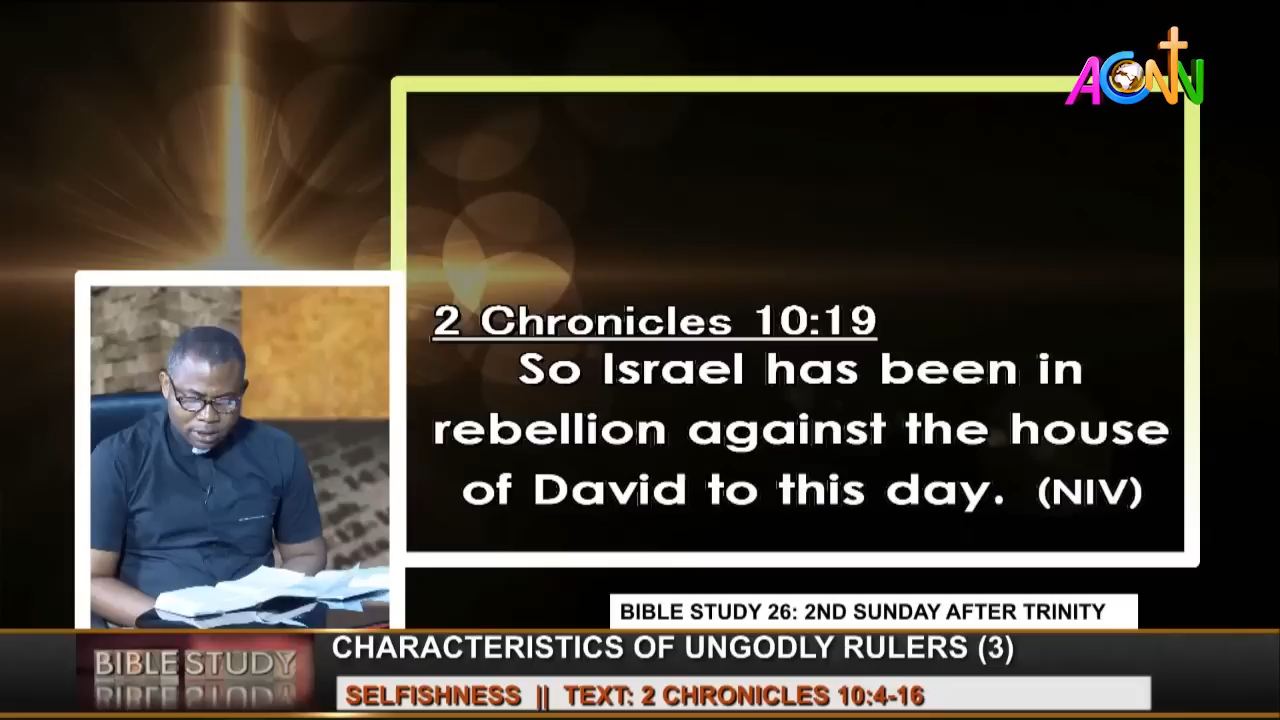 ACNN
2 Chronicles 10:19
So Israel has been in
rebellion against the house
of David to this day. (NIV)
BIBLE STUDY 26: 2ND SUNDAY AFTER TRINITY
BIBLE STUDY
CHARACTERISTICS OF UNGODLY RULERS (3)
SELFISHNESS || TEXT: 2 CHRONICLES 10:4-16